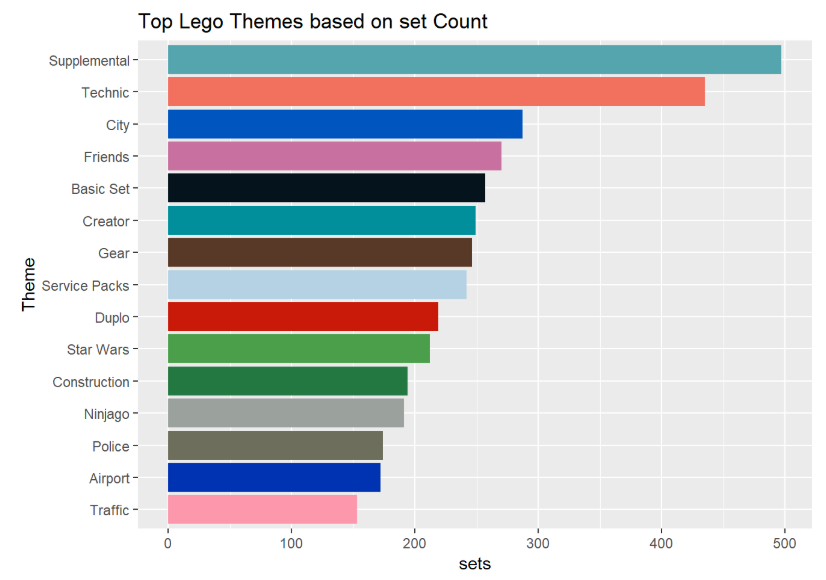 Top Lego Themes based on set Count
Supplemental
Technic
City
Friends
Basic Set
Creator
Gear
Service Packs
Duplo
Star Wars
Construction
Ninjago
Police
Airport
Traffic
Theme
0 100 200 300 400 500
sets